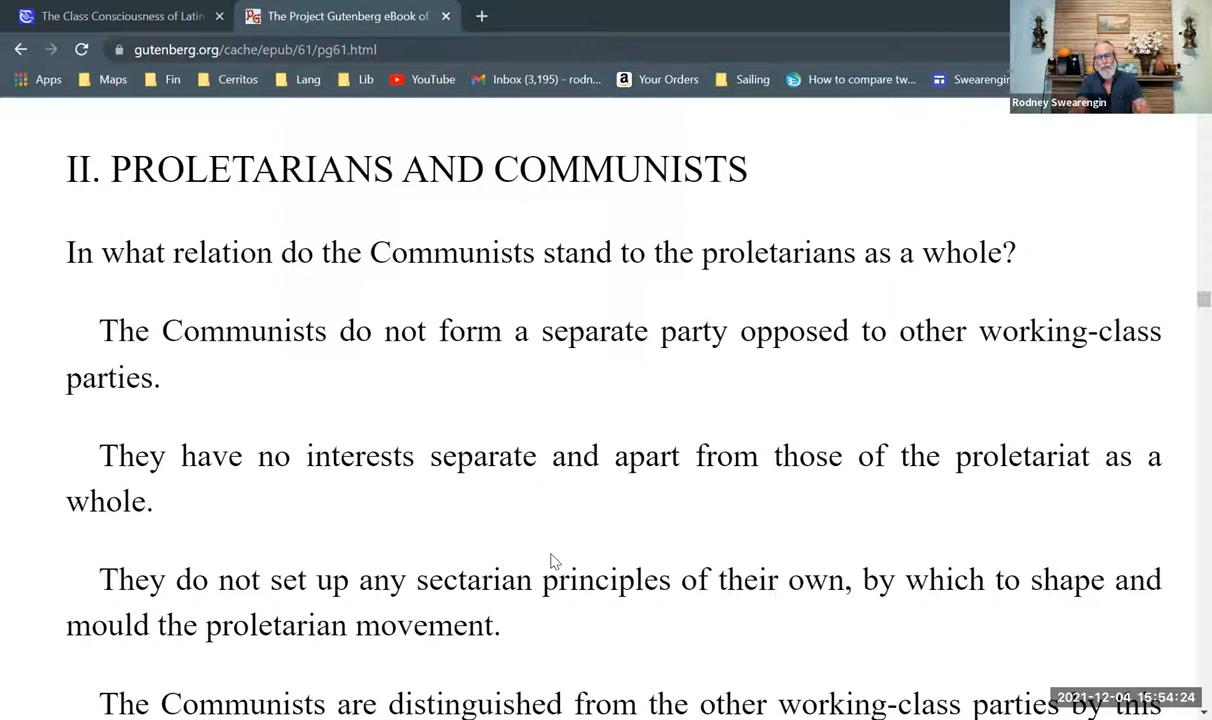 The Class Consciousness of Latin
The Project Gutenberg eBook of
gutenberg.org/cache/epub/61/pg61.html
Apps Maps Fin Cerritos Lang Lib YouTube Inbox (3,195) - rodn... Your Orders Sailing How to compare tw... Swearengin
Rodney Swearengin
II. PROLETARIANS AND COMMUNISTS
In what relation do the Communists stand to the proletarians as a whole?
The Communists do not form a separate party opposed to other working-class
parties.
They have no interests separate and apart from those of the proletariat as a
whole.
They do not set up any sectarian principles of their own, by which to shape and
mould the proletarian movement.
The Communists are distinguished from the other working-class parties by this
2021-12-04 15:54:24